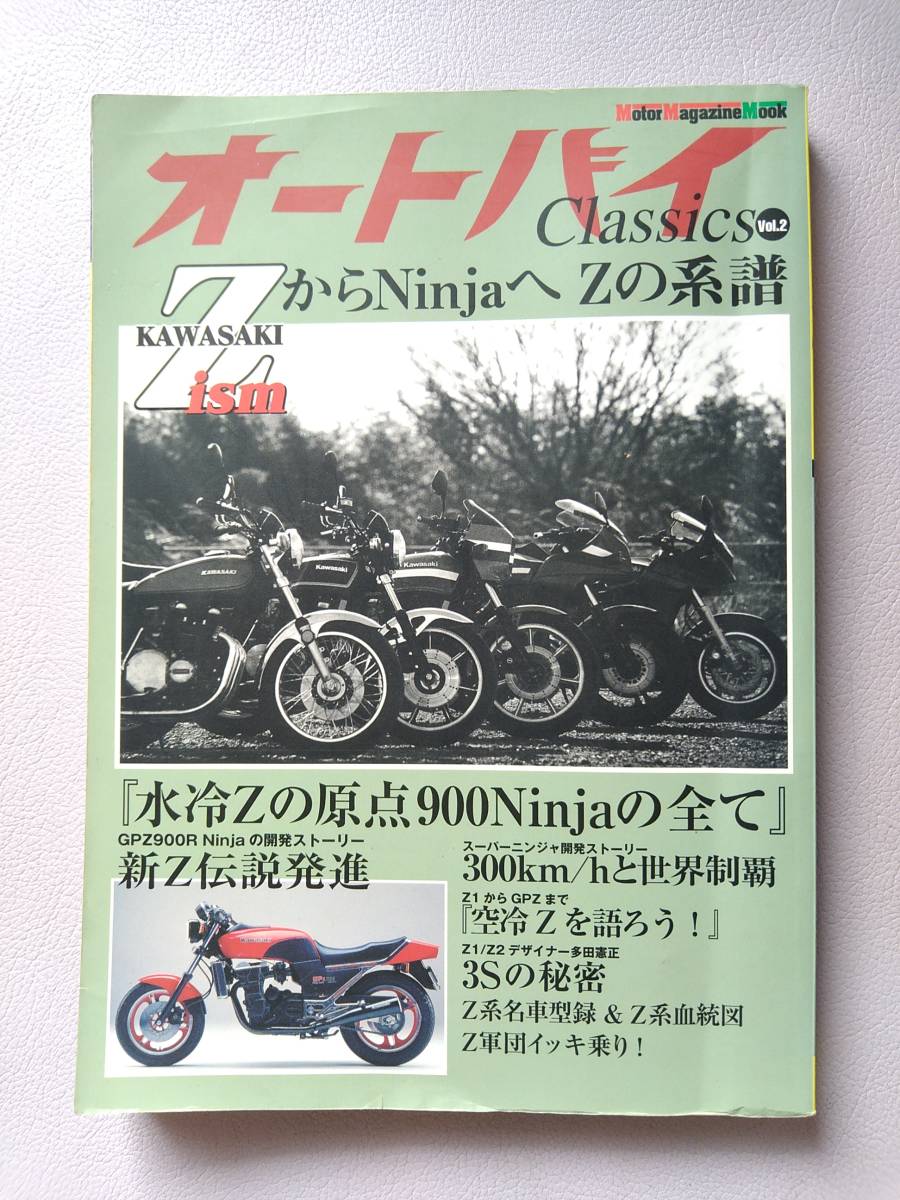 MotorMagazineMook
オートバイ
Classics Vol.2
ZからNinjaへ Zの系譜
KAWASAKI
ism
KAWASAKI
Kawasaki
Kawasaki
『水冷Zの原点900Ninjaの全て』
GPZ900R Ninjaの開発ストーリー
新Z伝説発進
スーパーニンジャ開発ストーリー
300km/hと世界制覇
Z1からGPZまで
『空冷Zを語ろう!』
Z1/Z2デザイナー多田憲正
3Sの秘密
Z系名車型録 & Z系血統図
Z軍団イッキ乗り!